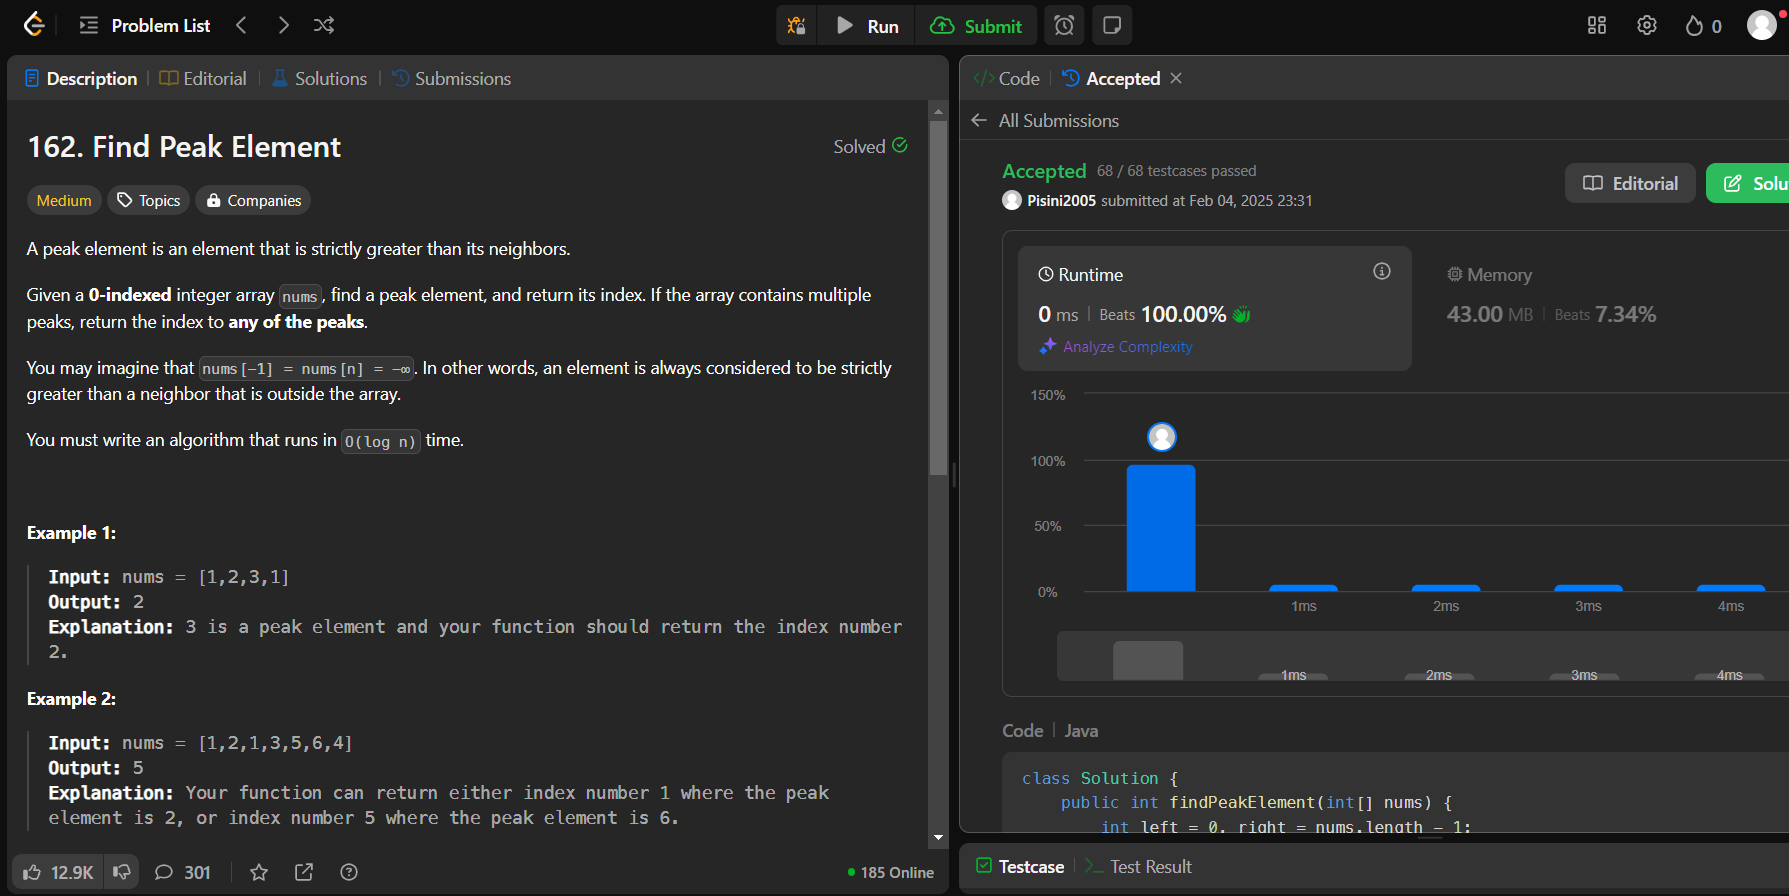 Problem List
Run
Submit
0
Description
Editorial
Solutions
Submissions
162. Find Peak Element
Solved
Medium
Topics
Companies
A peak element is an element that is strictly greater than its neighbors.
Given a 0-indexed integer array nums, find a peak element, and return its index. If the array contains multiple
peaks, return the index to any of the peaks.
You may imagine that nums[-1] = nums[n] = -∞. In other words, an element is always considered to be strictly
greater than a neighbor that is outside the array.
You must write an algorithm that runs in O(log n) time.
Example 1:
Input: nums = [1,2,3,1]
Output: 2
Explanation: 3 is a peak element and your function should return the index number
2.
Example 2:
Input: nums = [1,2,1,3,5,6,4]
Output: 5
Explanation: Your function can return either index number 1 where the peak
element is 2, or index number 5 where the peak element is 6.
12.9K
301
185 Online
Code
Accepted
All Submissions
Accepted 68 / 68 testcases passed
Pisini2005 submitted at Feb 04, 2025 23:31
Editorial
Solu
Runtime
0 ms | Beats 100.00%
Analyze Complexity
Memory
43.00 MB | Beats 7.34%
150%
100%
50%
0%
1ms 2ms 3ms 4ms
1ms 2ms 3ms 4ms
Code | Java
class Solution {
public int findPeakElement(int[] nums) {
int left = 0, right = nums.length - 1;
Testcase
Test Result